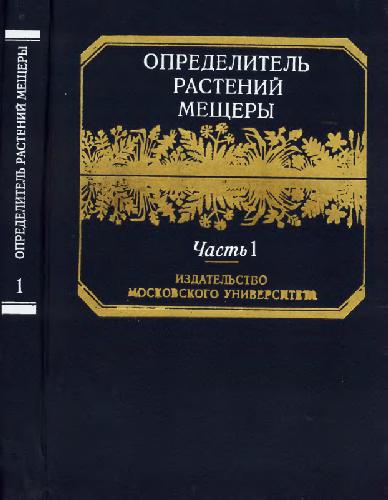 ОПРЕДЕЛИТЕЛЬ РАСТЕНИЙ МЕЩЕРЫ
1
ОПРЕДЕЛИТЕЛЬ
РАСТЕНИЙ
МЕЩЕРЫ
Часть 1
ИЗДАТЕЛЬСТВО
МОСКОВСКОГО УНИВЕРСИТЕТА